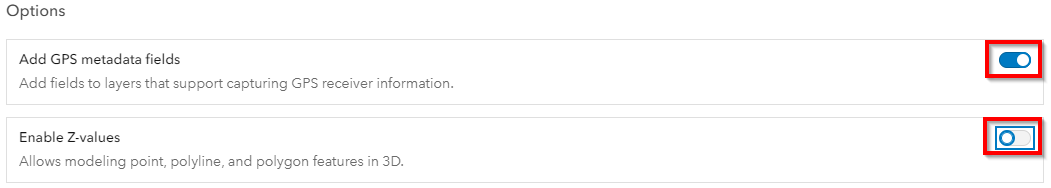 Options
Add GPS metadata fields
Add fields to layers that support capturing GPS receiver information.
Enable Z-values
Allows modeling point, polyline, and polygon features in 3D.